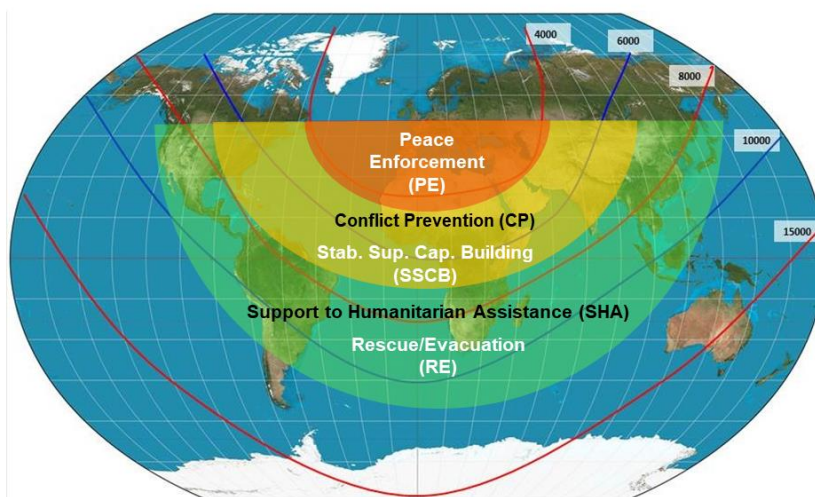 4000
6000
8000
10000
15000
Peace
Enforcement
(PE)
Conflict Prevention (CP)
Stab. Sup. Cap. Building
(SSCB)
Support to Humanitarian Assistance (SHA)
Rescue/Evacuation
(RE)